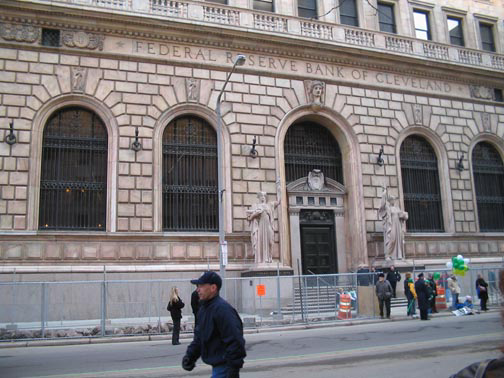 FEDERAL RESERVE BANK OF CLEVELAND